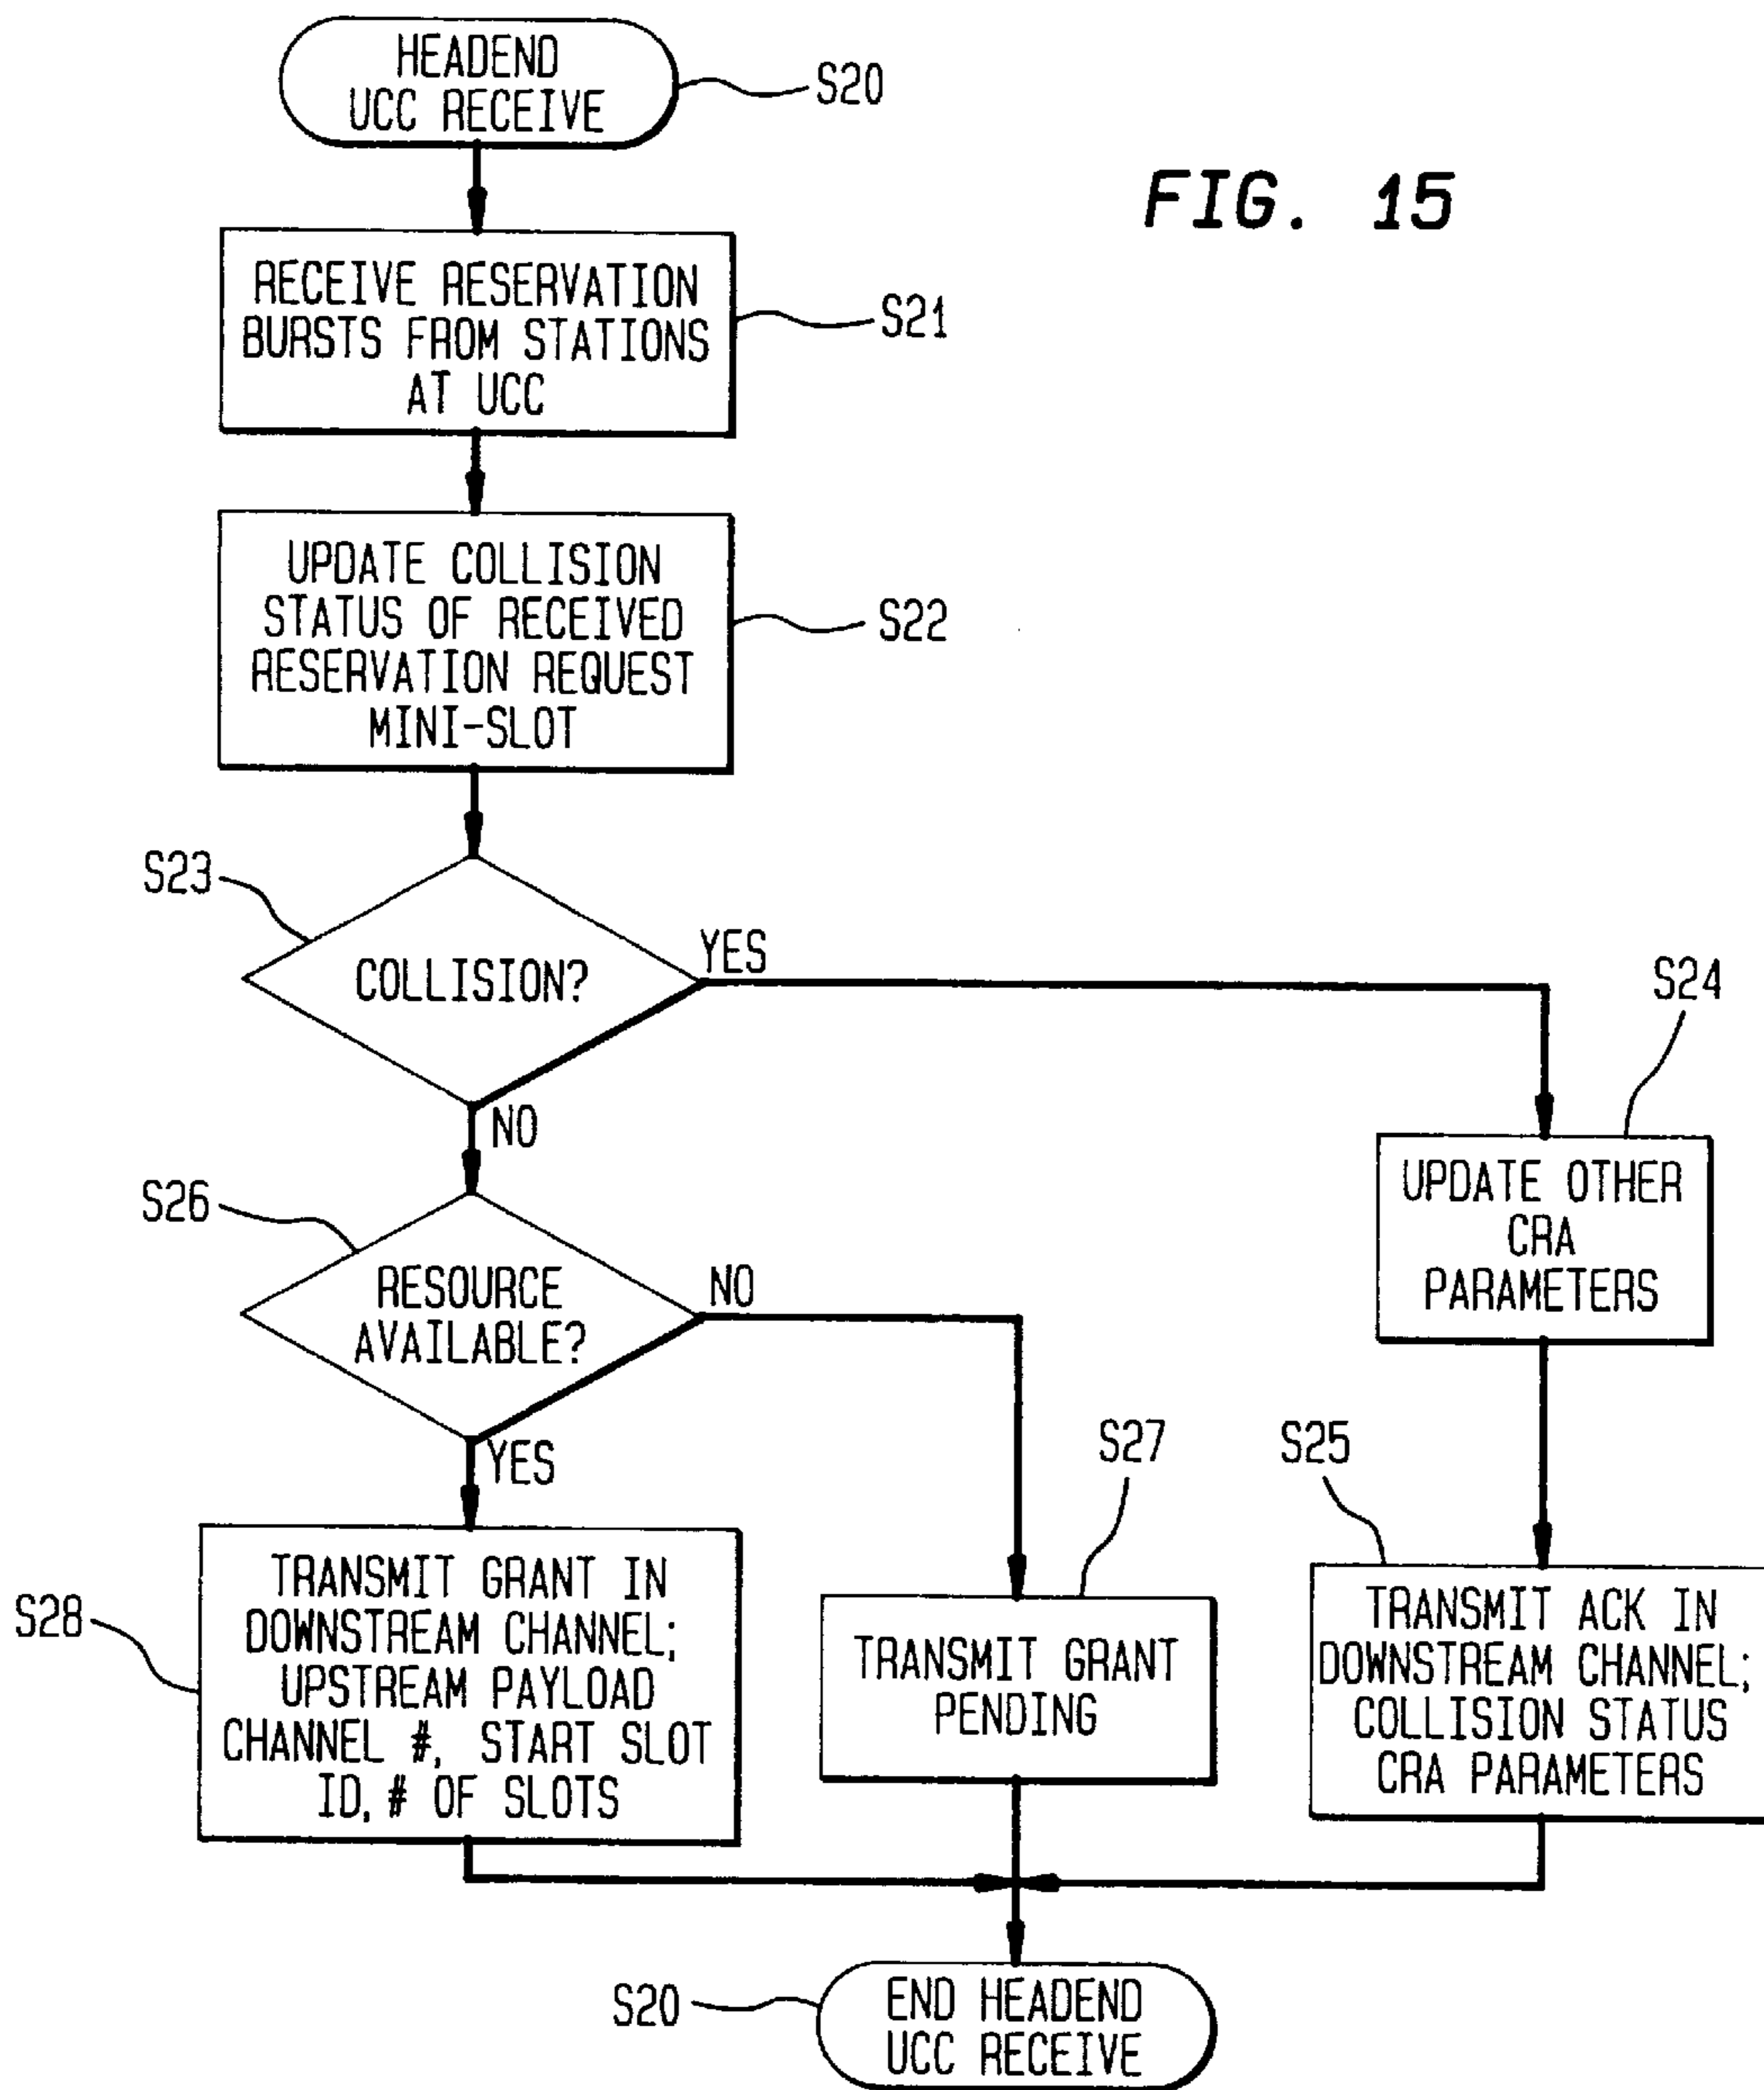 HEADEND
UCC RECEIVE
S20
FIG. 15
RECEIVE RESERVATION
BURSTS FROM STATIONS
AT UCC
S21
UPDATE COLLISION
STATUS OF RECEIVED
RESERVATION REQUEST
MINI-SLOT
S22
S23
COLLISION?
YES
NO
S24
UPDATE OTHER
CRA
PARAMETERS
S26
RESOURCE
AVAILABLE?
NO
YES
S27
S25
S28
TRANSMIT GRANT IN
DOWNSTREAM CHANNEL;
UPSTREAM PAYLOAD
CHANNEL #, START SLOT
ID, # OF SLOTS
TRANSMIT GRANT
PENDING
TRANSMIT ACK IN
DOWNSTREAM CHANNEL;
COLLISION STATUS
CRA PARAMETERS
S20
END HEADEND
UCC RECEIVE